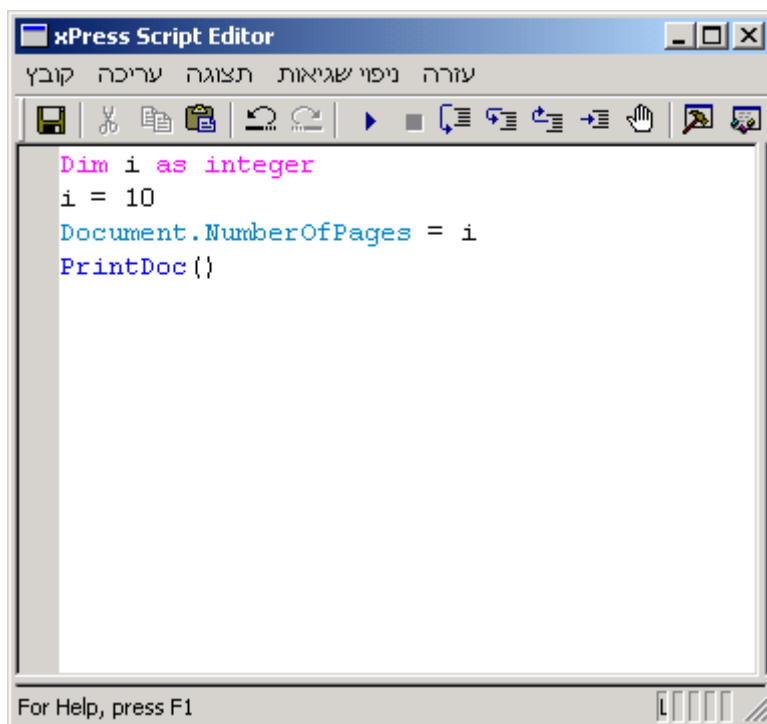 xPress Script Editor
קובץ עריכה תצוגה ניפוי שגיאות עזרה
Dim i as integer
i = 10
Document.NumberOfPages = i
PrintDoc()
For Help, press F1
L